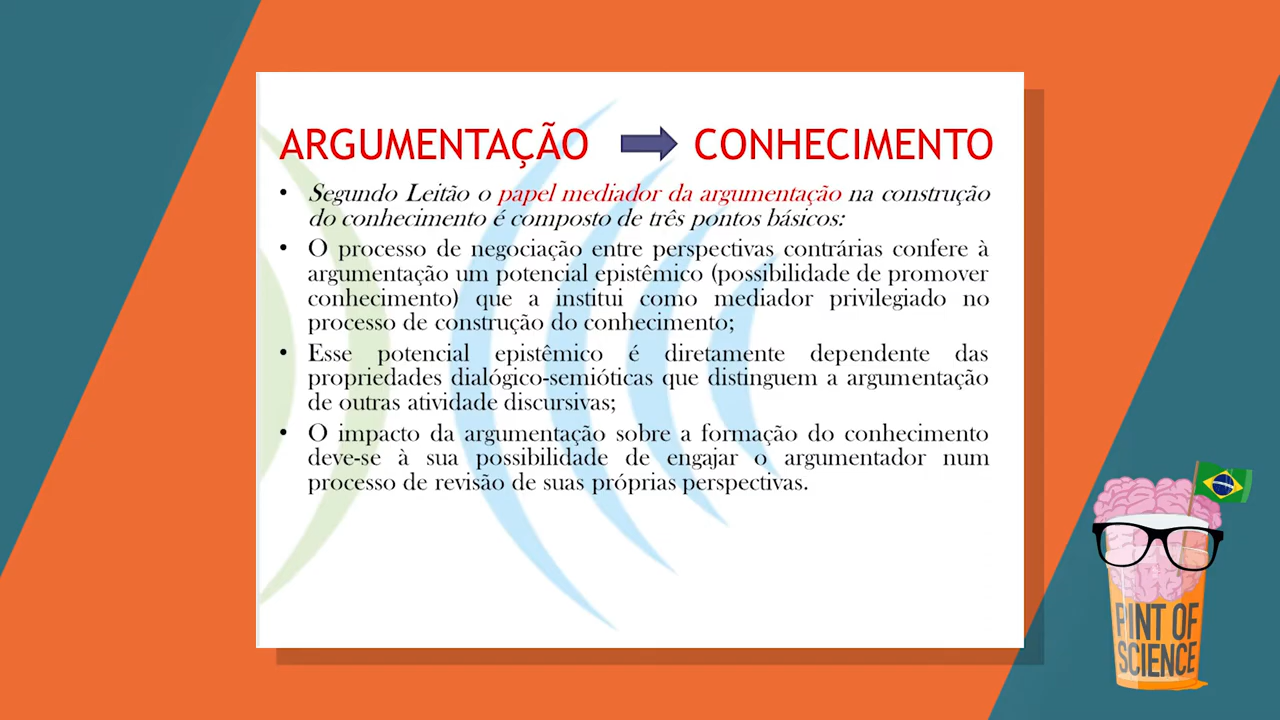 ARGUMENTAÇÃO CONHECIMENTO
• Segundo Leitão o papel mediador da argumentação na construção
do conhecimento é composto de três pontos básicos:
• O processo de negociação entre perspectivas contrárias confere à
argumentação um potencial epistêmico (possibilidade de promover
conhecimento) que a institui como mediador privilegiado no
processo de construção do conhecimento;
• Esse potencial epistêmico é diretamente dependente das
propriedades dialógico-semióticas que distinguem a argumentação
de outras atividade discursivas;
• O impacto da argumentação sobre a formação do conhecimento
deve-se à sua possibilidade de engajar o argumentador num
processo de revisão de suas próprias perspectivas.
PINT OF
SCIENCE